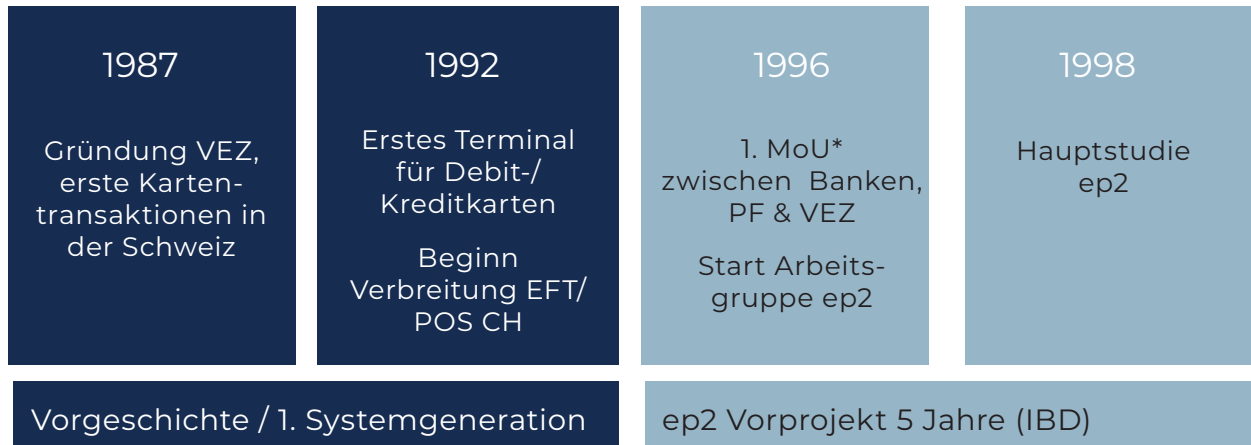 1987
Gründung VEZ,
erste Karten-
transaktionen in
der Schweiz
1992
Erstes Terminal
für Debit-/
Kreditkarten
Beginn
Verbreitung EFT/
POS CH
1996
1. MoU*
zwischen Banken,
PF & VEZ
Start Arbeits-
gruppe ep2
1998
Hauptstudie
ep2
Vorgeschichte / 1. Systemgeneration
ep2 Vorprojekt 5 Jahre (IBD)